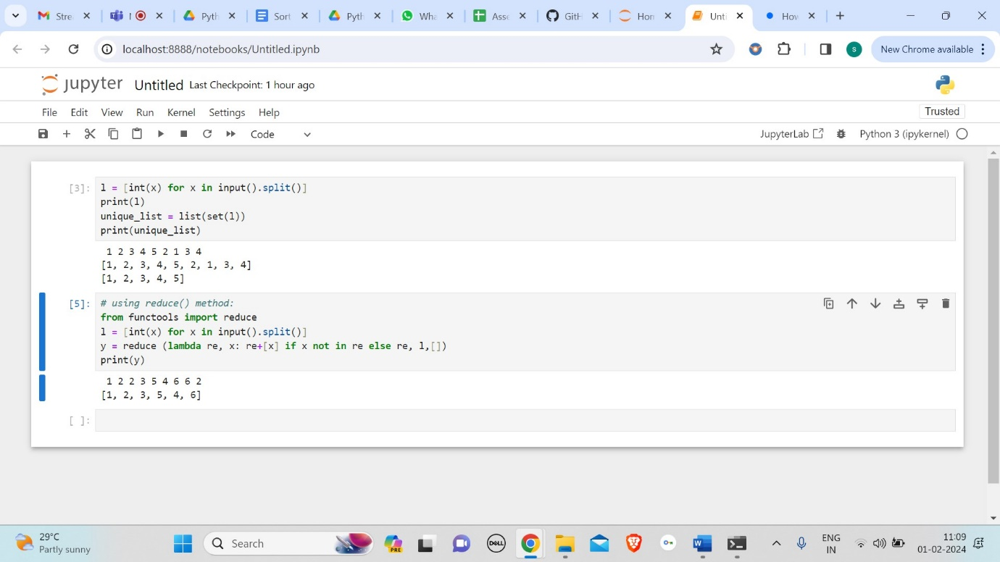 Stre
Pyth
Sort
Pyth
Wha
Asse
GitH
Hom
Unti
How
localhost:8888/notebooks/Untitled.ipynb
S
New Chrome available
jupyter Untitled Last Checkpoint: 1 hour ago
File Edit View Run Kernel Settings Help
Trusted
Code
JupyterLab
Python 3 (ipykernel)
[3]: l = [int(x) for x in input().split()]
print(l)
unique_list = list(set(l))
print(unique_list)
1 2 3 4 5 2 1 3 4
[1, 2, 3, 4, 5, 2, 1, 3, 4]
[1, 2, 3, 4, 5]
[5]: # using reduce() method:
from functools import reduce
l = [int(x) for x in input().split()]
y = reduce (lambda re, x: re+[x] if x not in re else re, l,[])
print(y)
1 2 2 3 5 4 6 6 2
[1, 2, 3, 5, 4, 6]
[ ]:
29°C
Partly sunny
Search
PRE
DELL
W
ENG
IN
11:09
01-02-2024